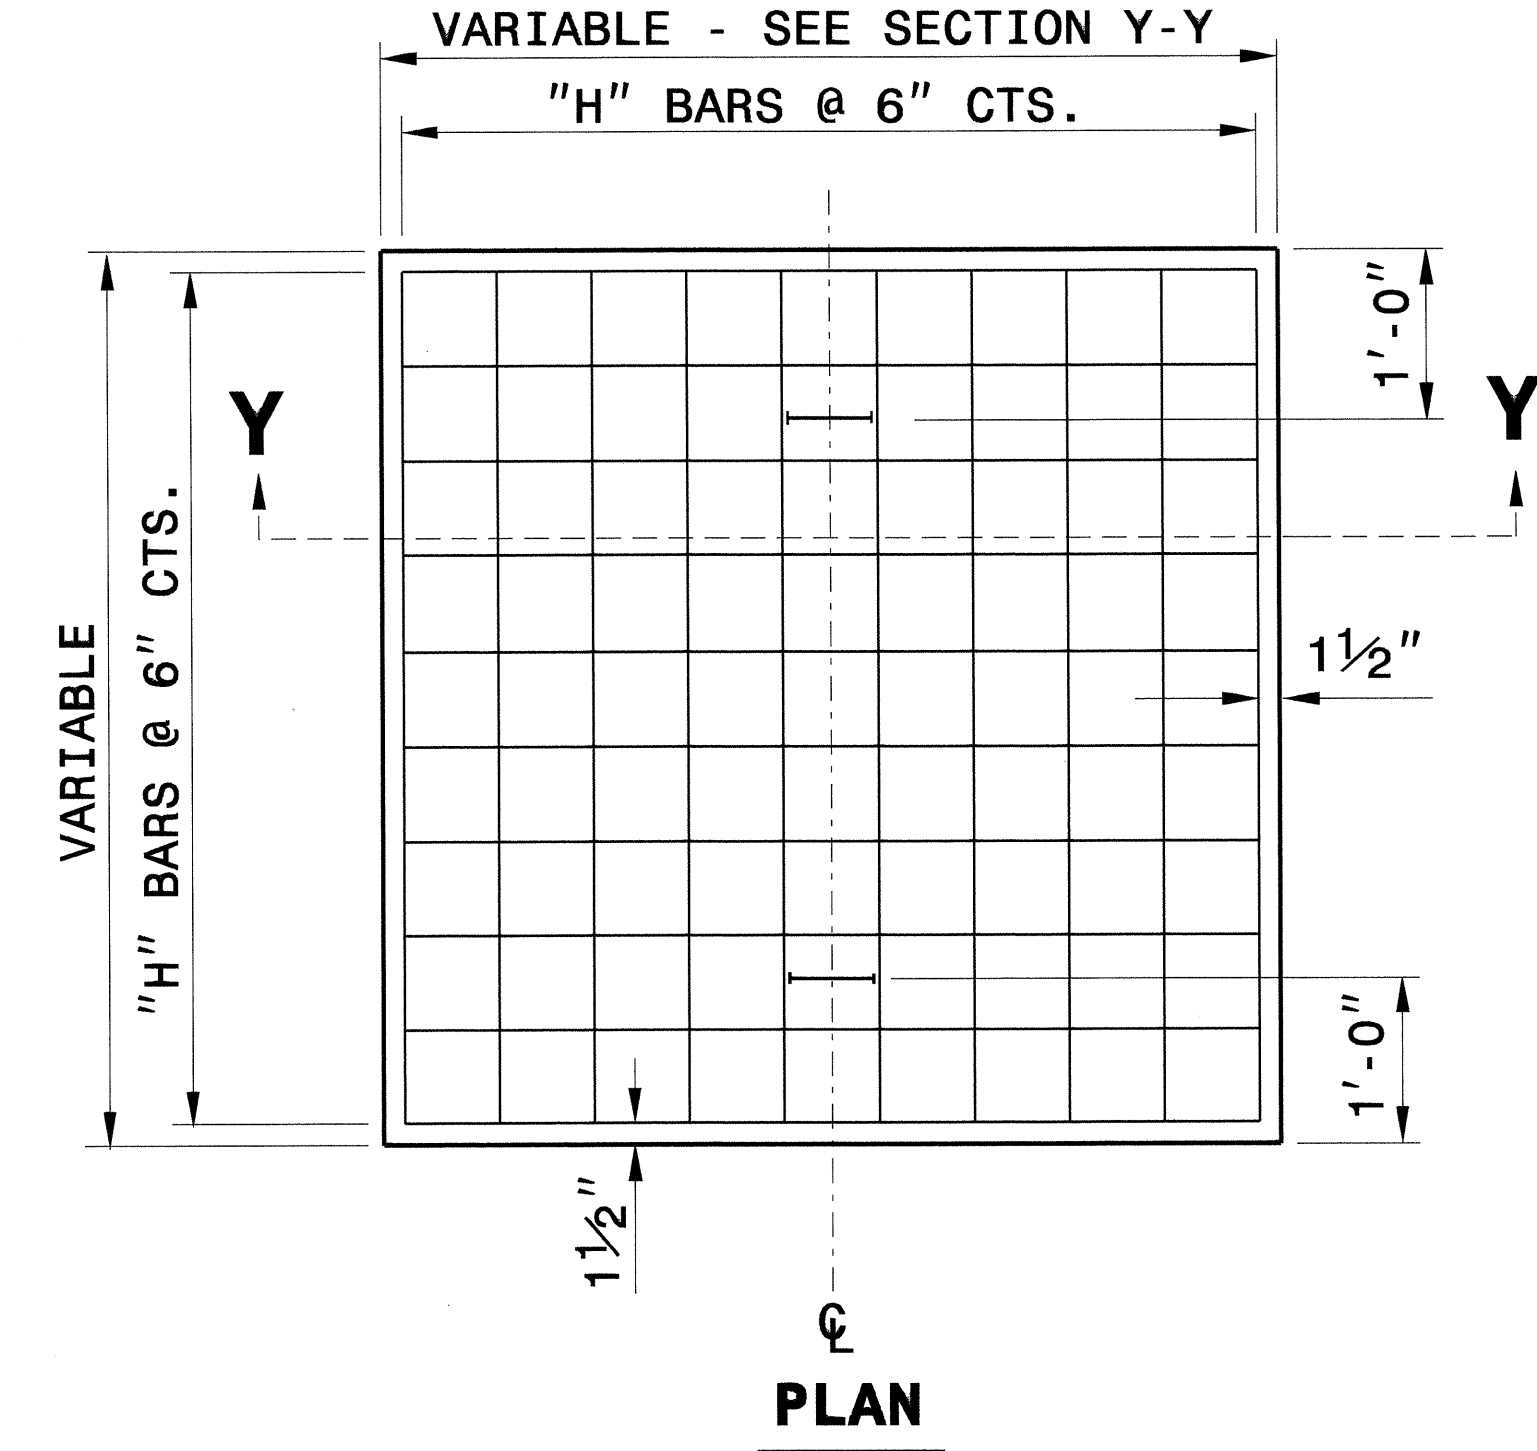 VARIABLE - SEE SECTION Y-Y
"H" BARS @ 6" CTS.
1'-0"
Y
Y
VARIABLE
"H" BARS @ 6" CTS.
1½"
1'-0"
1½"
℄
PLAN